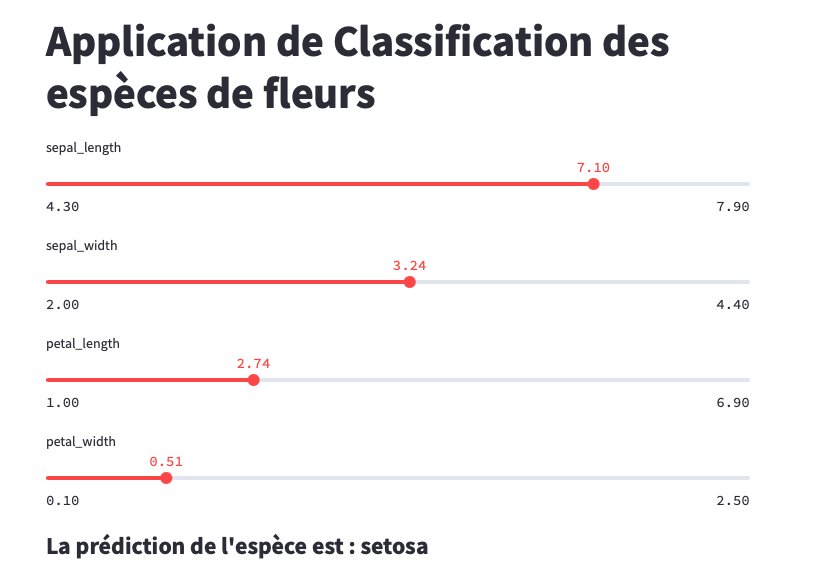 Application de Classification des
espèces de fleurs
sepal_length
7.10
4.30 7.90
sepal_width
3.24
2.00 4.40
petal_length
2.74
1.00 6.90
petal_width
0.51
0.10 2.50
La prédiction de l'espèce est : setosa